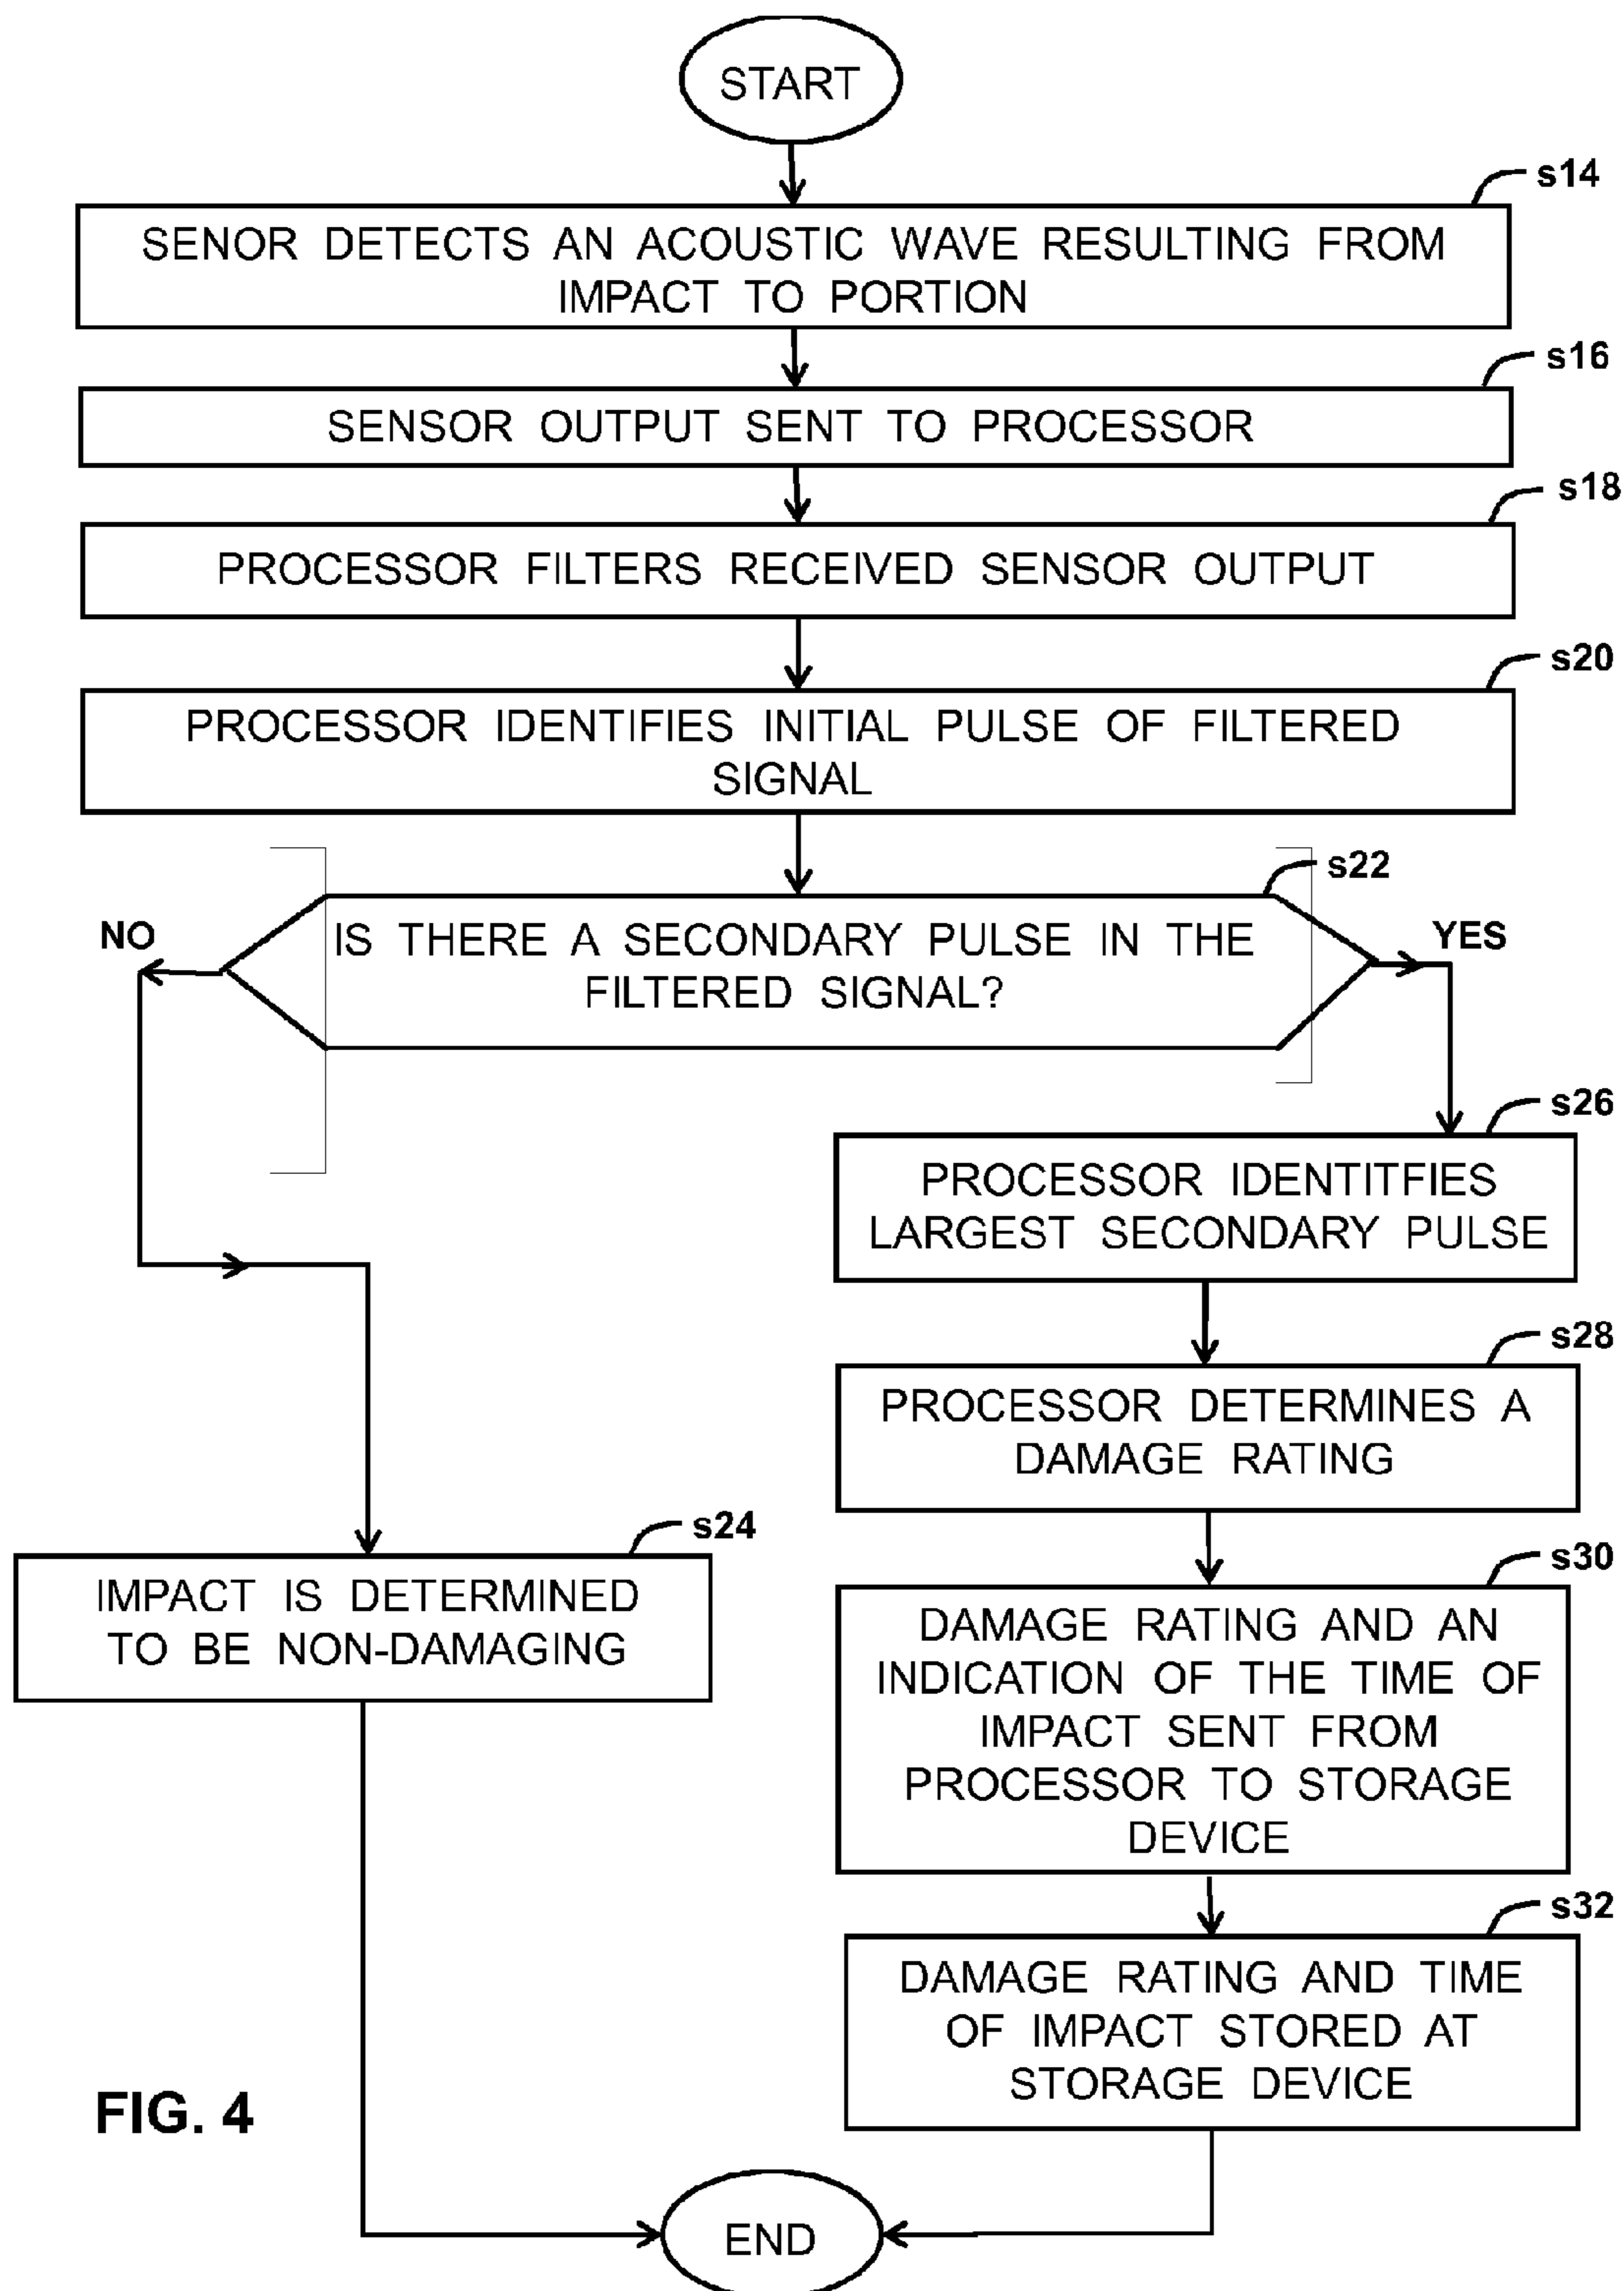 START
s14
SENOR DETECTS AN ACOUSTIC WAVE RESULTING FROM
IMPACT TO PORTION
s16
SENSOR OUTPUT SENT TO PROCESSOR
s18
PROCESSOR FILTERS RECEIVED SENSOR OUTPUT
s20
PROCESSOR IDENTIFIES INITIAL PULSE OF FILTERED
SIGNAL
s22
NO
IS THERE A SECONDARY PULSE IN THE
FILTERED SIGNAL?
YES
s26
PROCESSOR IDENTITFIES
LARGEST SECONDARY PULSE
s28
PROCESSOR DETERMINES A
DAMAGE RATING
s24
IMPACT IS DETERMINED
TO BE NON-DAMAGING
s30
DAMAGE RATING AND AN
INDICATION OF THE TIME OF
IMPACT SENT FROM
PROCESSOR TO STORAGE
DEVICE
s32
DAMAGE RATING AND TIME
OF IMPACT STORED AT
STORAGE DEVICE
FIG. 4
END